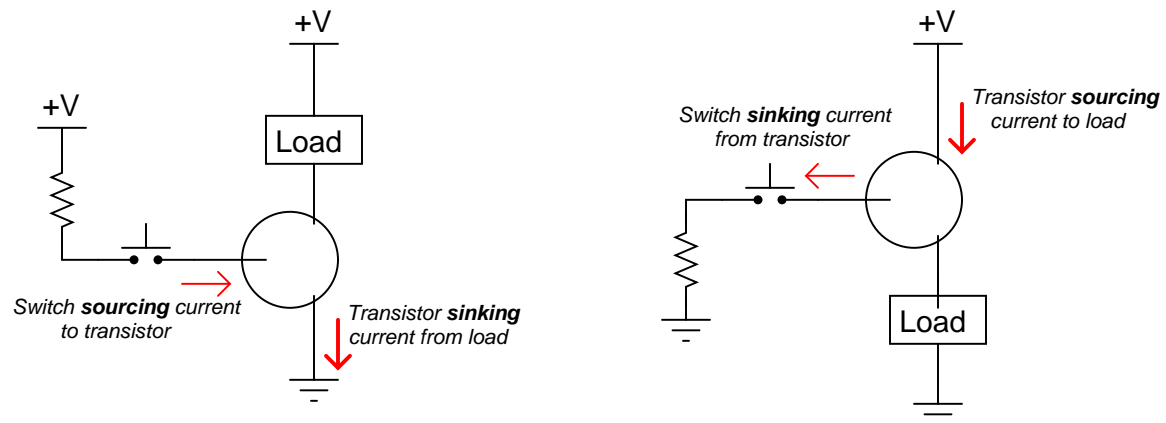 +V
+V
Load
Switch sourcing current
to transistor
Transistor sinking
current from load
+V
Switch sinking current
from transistor
Transistor sourcing
current to load
Load